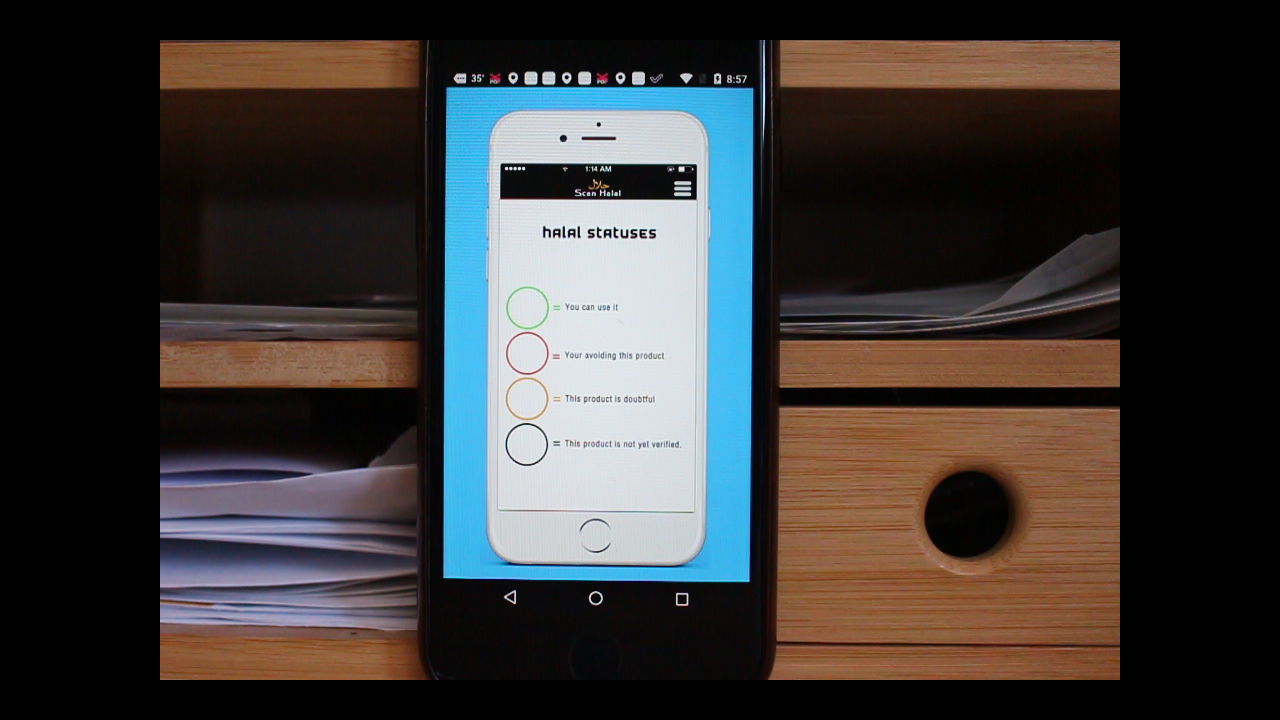 35°
8:57
1:14 AM
حلال
Scan Halal
halal statuses
= You can use it
= Your avoiding this product
= This product is doubtful
= This product is not yet verified.